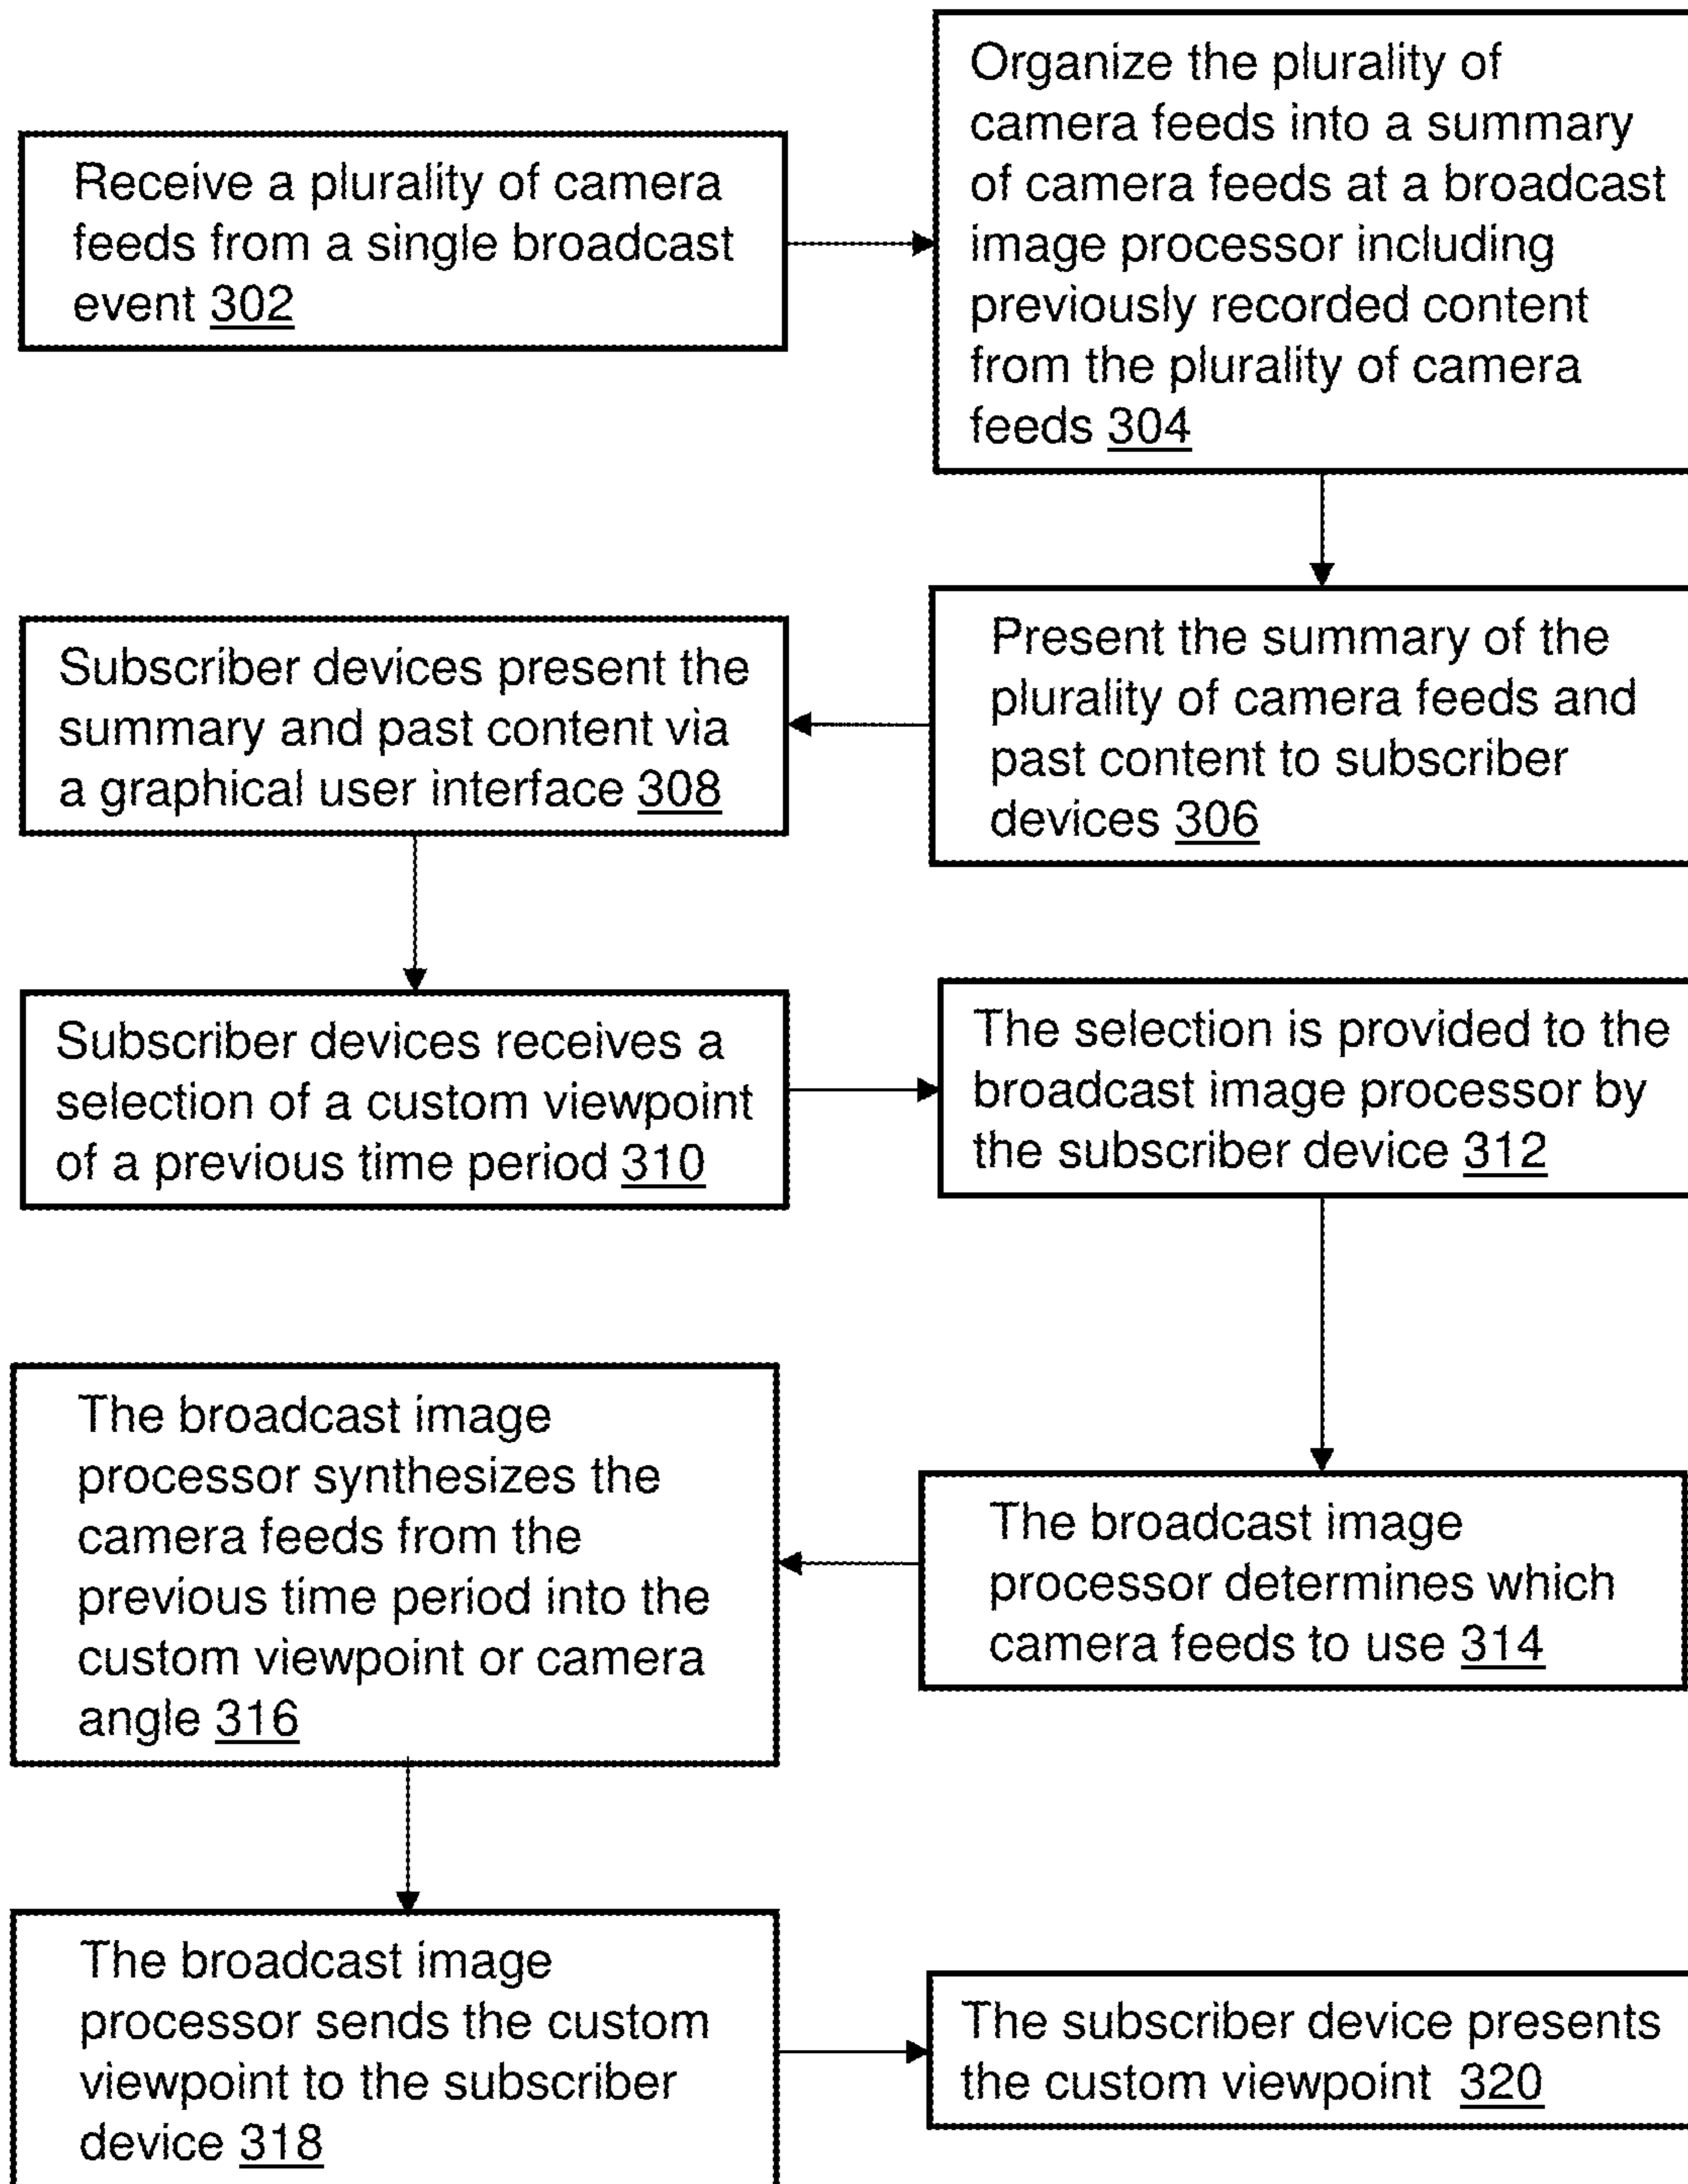 Receive a plurality of camera
feeds from a single broadcast
event 302
Organize the plurality of
camera feeds into a summary
of camera feeds at a broadcast
image processor including
previously recorded content
from the plurality of camera
feeds 304
Present the summary of the
plurality of camera feeds and
past content to subscriber
devices 306
Subscriber devices present the
summary and past content via
a graphical user interface 308
Subscriber devices receives a
selection of a custom viewpoint
of a previous time period 310
The selection is provided to the
broadcast image processor by
the subscriber device 312
The broadcast image
processor determines which
camera feeds to use 314
The broadcast image
processor synthesizes the
camera feeds from the
previous time period into the
custom viewpoint or camera
angle 316
The broadcast image
processor sends the custom
viewpoint to the subscriber
device 318
The subscriber device presents
the custom viewpoint 320